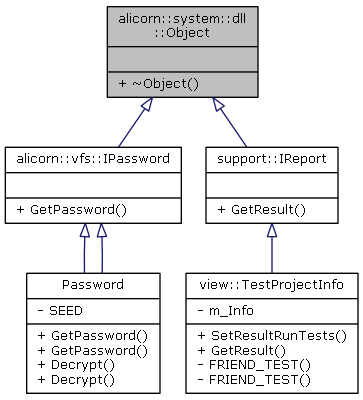 alicorn::system::dll
::Object
+ ~Object()
alicorn::vfs::IPassword
+ GetPassword()
support::IReport
+ GetResult()
Password
- SEED
+ GetPassword()
+ GetPassword()
+ Decrypt()
+ Decrypt()
view::TestProjectInfo
- m_Info
+ SetResultRunTests()
+ GetResult()
- FRIEND_TEST()
- FRIEND_TEST()